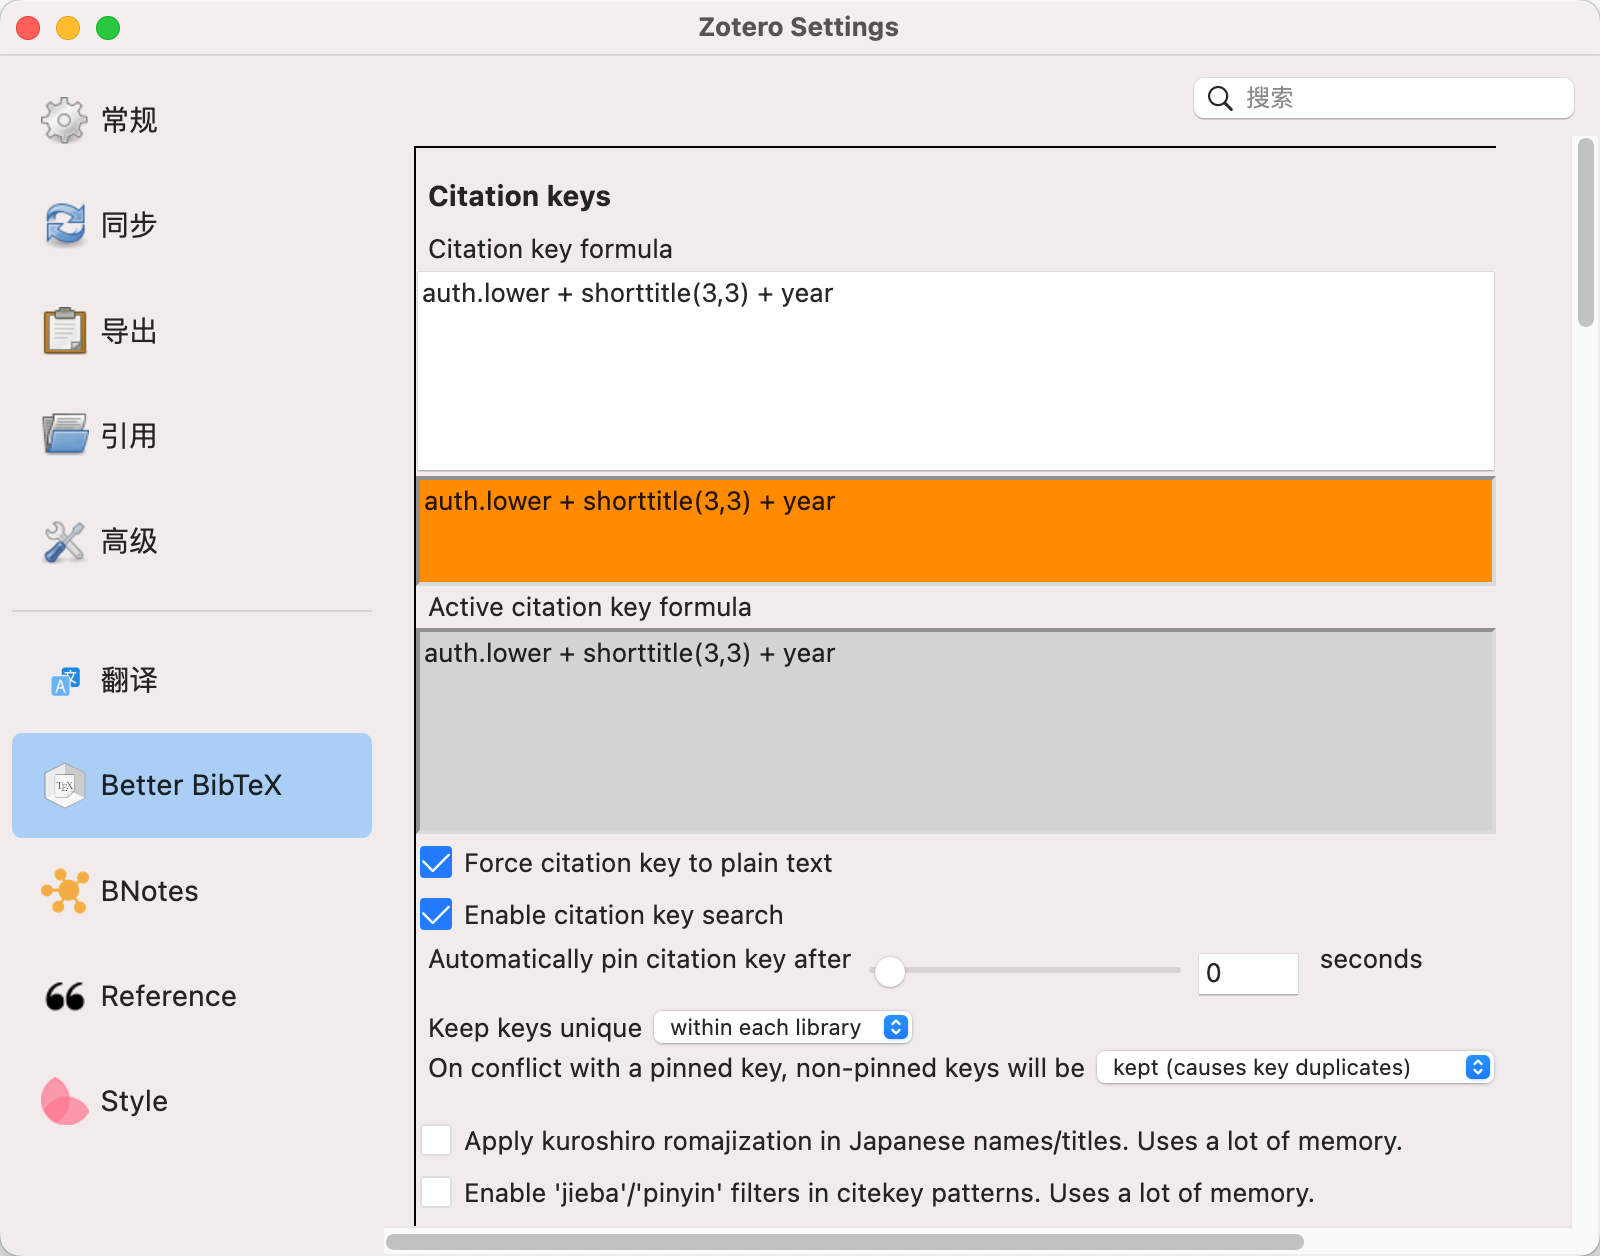 Zotero Settings
搜索
常规
同步
导出
引用
高级
翻译
TEX
Better BibTeX
BNotes
Reference
Style
Citation keys
Citation key formula
auth.lower + shorttitle(3,3) + year
auth.lower + shorttitle(3,3) + year
Active citation key formula
auth.lower + shorttitle(3,3) + year
Force citation key to plain text
Enable citation key search
Automatically pin citation key after 0 seconds
Keep keys unique within each library
On conflict with a pinned key, non-pinned keys will be kept (causes key duplicates)
Apply kuroshiro romajization in Japanese names/titles. Uses a lot of memory.
Enable 'jieba'/'pinyin' filters in citekey patterns. Uses a lot of memory.